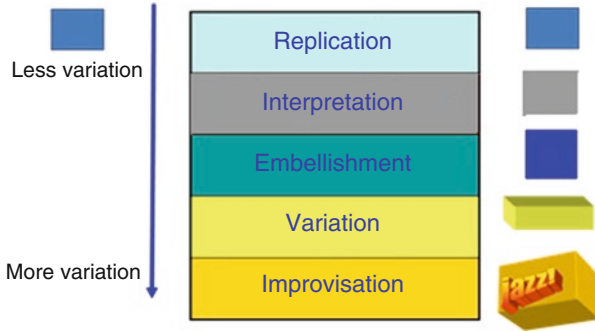 Replication
Less variation
Interpretation
Embellishment
Variation
More variation
Improvisation
jazz!